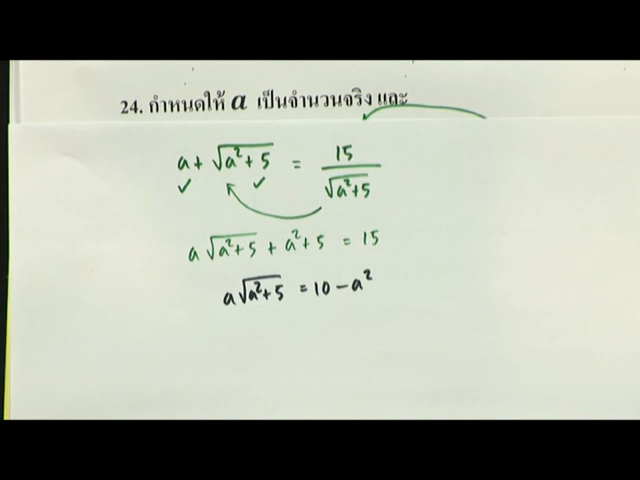 24. กำหนดให้ a เป็นจำนวนจริง และ
a + √(a²+5) = 15/√(a²+5)
a√(a²+5) + a²+5 = 15
a√(a²+5) = 10 − a²